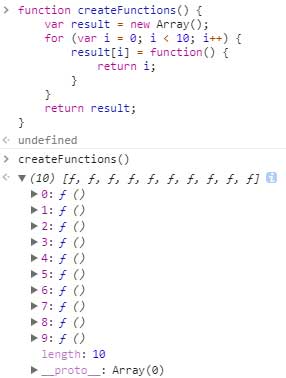 > function createFunctions() {
var result = new Array();
for (var i = 0; i < 10; i++) {
result[i] = function() {
return i;
}
}
return result;
}
undefined
> createFunctions()
(10) [ƒ, ƒ, ƒ, ƒ, ƒ, ƒ, ƒ, ƒ, ƒ, ƒ] i
0: ƒ ()
1: ƒ ()
2: ƒ ()
3: ƒ ()
4: ƒ ()
5: ƒ ()
6: ƒ ()
7: ƒ ()
8: ƒ ()
9: ƒ ()
length: 10
__proto__: Array(0)